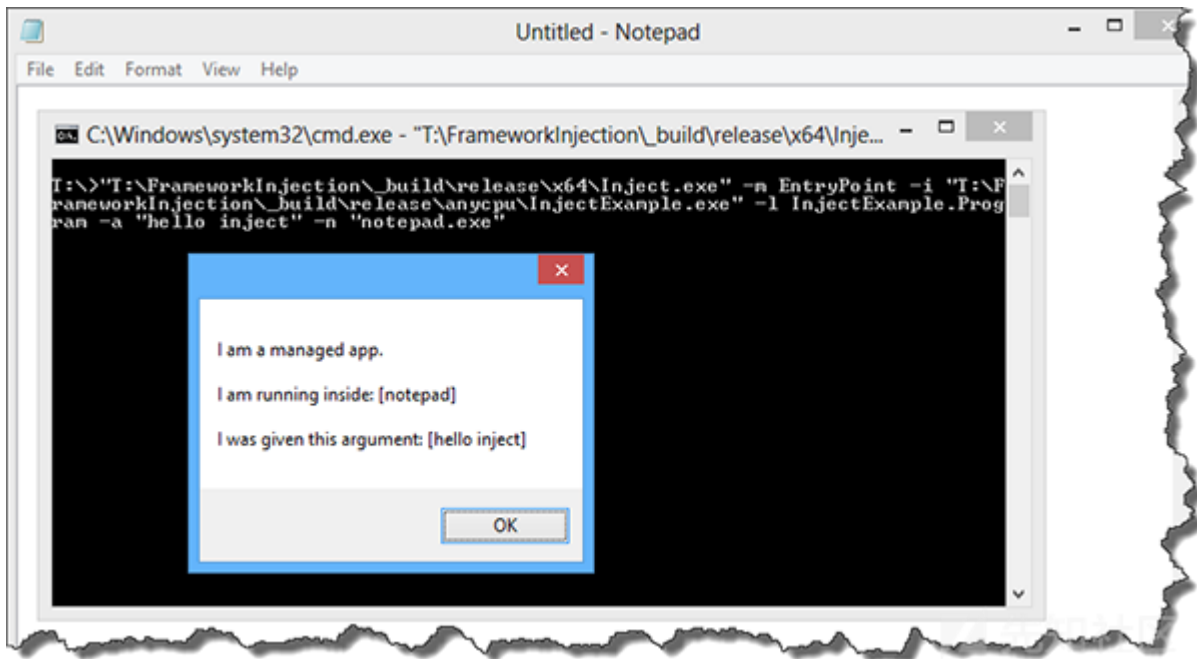 Untitled - Notepad
File Edit Format View Help
C:\Windows\system32\cmd.exe - "T:\FrameworkInjection\_build\release\x64\Inje...
T:\>"T:\FrameworkInjection\_build\release\x64\Inject.exe" -m EntryPoint -i "T:\F
rameworkInjection\_build\release\anycpu\InjectExample.exe" -l InjectExample.Prog
ram -a "hello inject" -n "notepad.exe"
I am a managed app.
I am running inside: [notepad]
I was given this argument: [hello inject]
OK